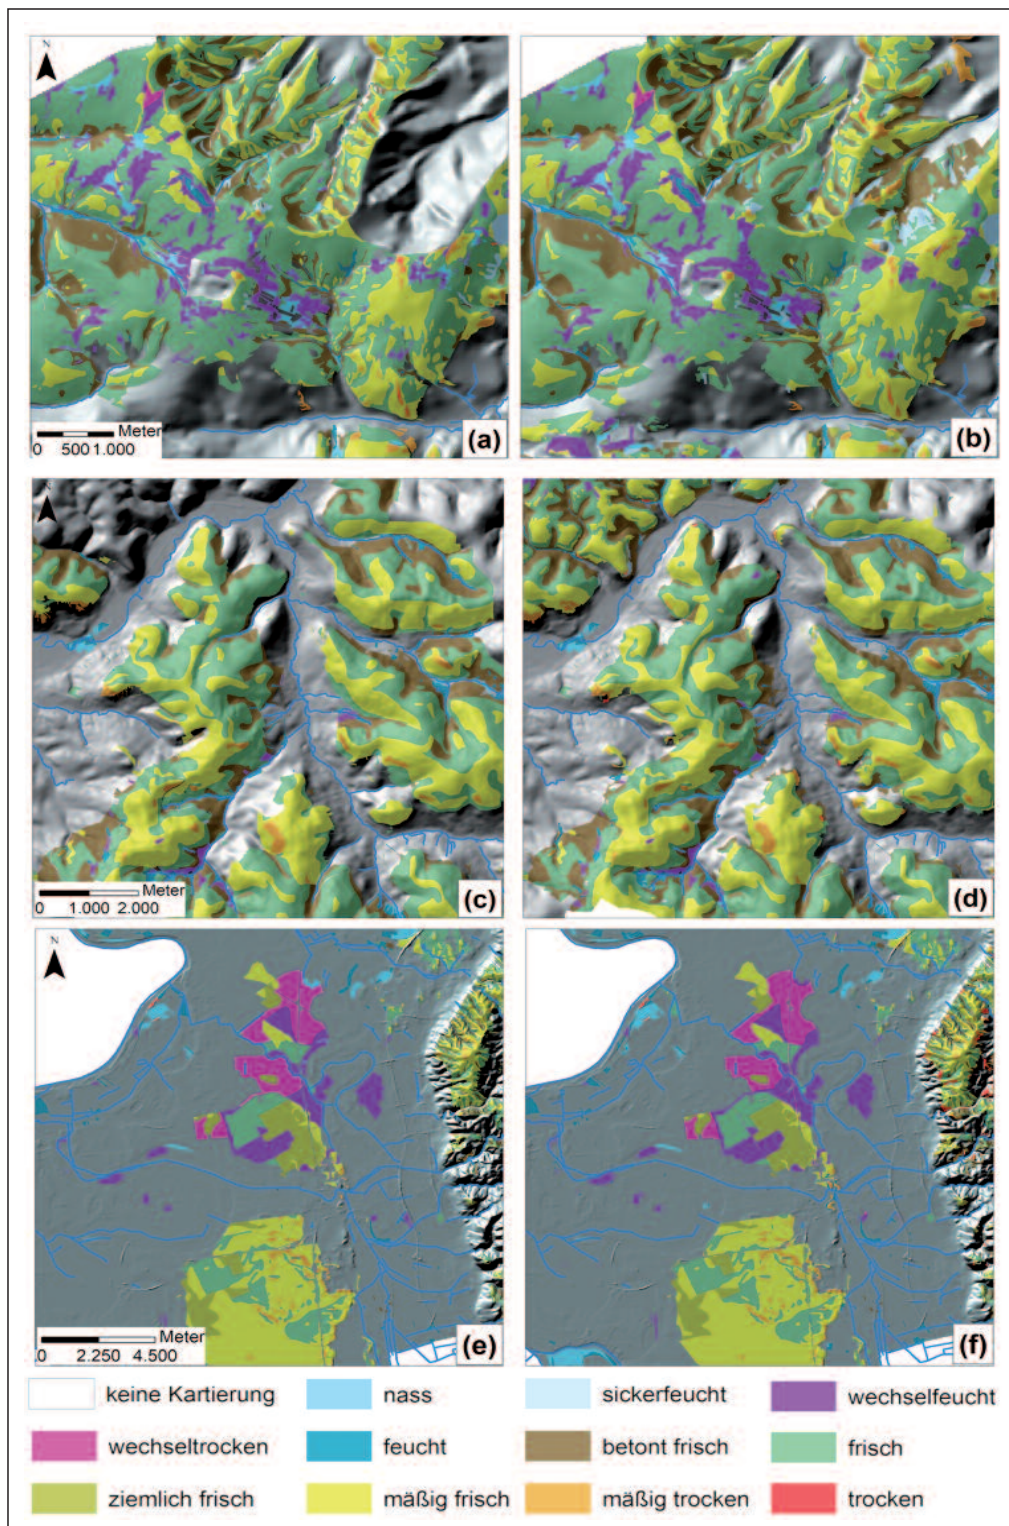 N
Meter
0 500 1.000
(a)
(b)
Meter
0 1.000 2.000
(c)
(d)
N
Meter
0 2.250 4.500
(e)
(f)
keine Kartierung
nass
sickerfeucht
wechselfeucht
wechseltrocken
feucht
betont frisch
frisch
ziemlich frisch
mäßig frisch
mäßig trocken
trocken